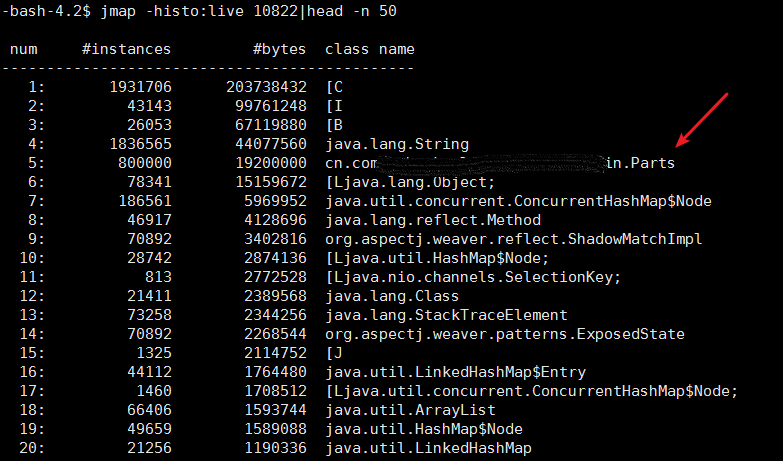 -bash-4.2$ jmap -histo:live 10822|head -n 50
num #instances #bytes class name
----------------------------------------------
1: 1931706 203738432 [C
2: 43143 99761248 [I
3: 26053 67119880 [B
4: 1836565 44077560 java.lang.String
5: 800000 19200000 cn.com in.Parts
6: 78341 15159672 [Ljava.lang.Object;
7: 186561 5969952 java.util.concurrent.ConcurrentHashMap$Node
8: 46917 4128696 java.lang.reflect.Method
9: 70892 3402816 org.aspectj.weaver.reflect.ShadowMatchImpl
10: 28742 2874136 [Ljava.util.HashMap$Node;
11: 813 2772528 [Ljava.nio.channels.SelectionKey;
12: 21411 2389568 java.lang.Class
13: 73258 2344256 java.lang.StackTraceElement
14: 70892 2268544 org.aspectj.weaver.patterns.ExposedState
15: 1325 2114752 [J
16: 44112 1764480 java.util.LinkedHashMap$Entry
17: 1460 1708512 [Ljava.util.concurrent.ConcurrentHashMap$Node;
18: 66406 1593744 java.util.ArrayList
19: 49659 1589088 java.util.HashMap$Node
20: 21256 1190336 java.util.LinkedHashMap